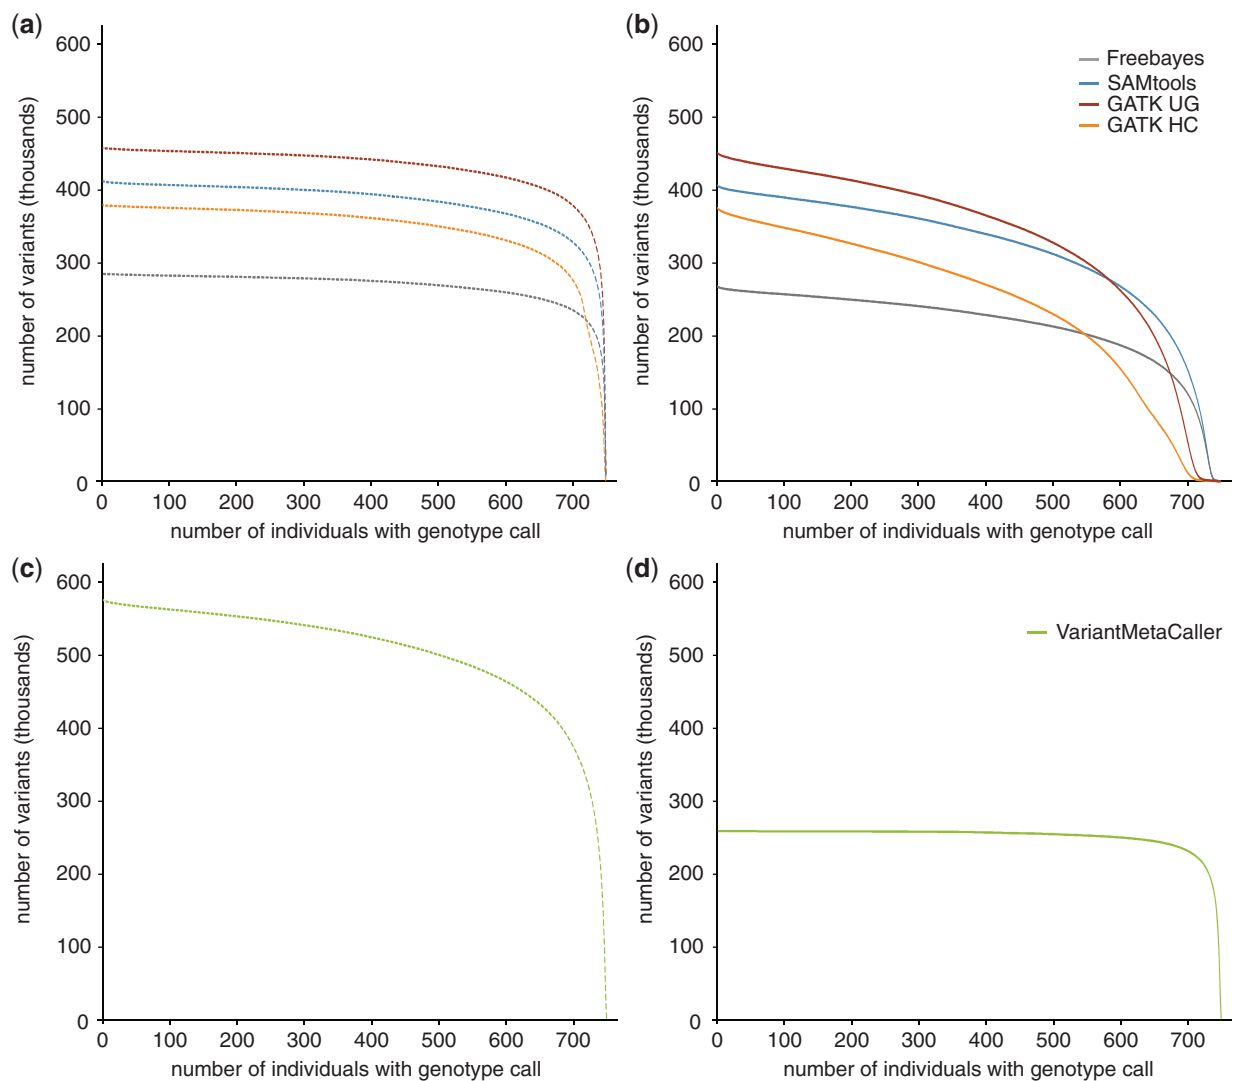 (a)
number of variants (thousands)
600
500
400
300
200
100
0
0 100 200 300 400 500 600 700
number of individuals with genotype call
(b)
number of variants (thousands)
600
500
400
300
200
100
0
0 100 200 300 400 500 600 700
number of individuals with genotype call
Freebayes
SAMtools
GATK UG
GATK HC
(c)
number of variants (thousands)
600
500
400
300
200
100
0
0 100 200 300 400 500 600 700
number of individuals with genotype call
(d)
number of variants (thousands)
600
500
400
300
200
100
0
0 100 200 300 400 500 600 700
number of individuals with genotype call
VariantMetaCaller